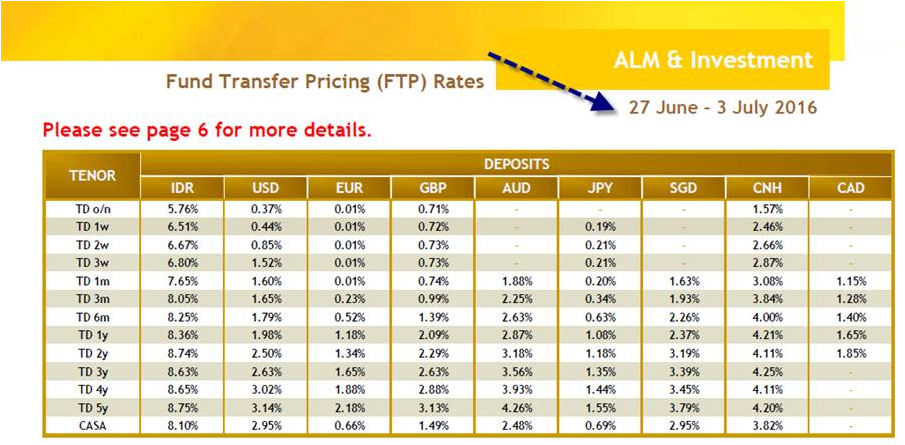 ALM & Investment
Fund Transfer Pricing (FTP) Rates
27 June - 3 July 2016
Please see page 6 for more details.
TENOR DEPOSITS
IDR USD EUR GBP AUD JPY SGD CNH CAD
TD o/n 5.76% 0.37% 0.01% 0.71% - - - 1.57% -
TD 1w 6.51% 0.44% 0.01% 0.72% - 0.19% - 2.46% -
TD 2w 6.67% 0.85% 0.01% 0.73% - 0.21% - 2.66% -
TD 3w 6.80% 1.52% 0.01% 0.73% - 0.21% - 2.87% -
TD 1m 7.65% 1.60% 0.01% 0.74% 1.88% 0.20% 1.63% 3.08% 1.15%
TD 3m 8.05% 1.65% 0.23% 0.99% 2.25% 0.34% 1.93% 3.84% 1.28%
TD 6m 8.25% 1.79% 0.52% 1.39% 2.63% 0.63% 2.26% 4.00% 1.40%
TD 1y 8.36% 1.98% 1.18% 2.09% 2.87% 1.08% 2.37% 4.21% 1.65%
TD 2y 8.74% 2.50% 1.34% 2.29% 3.18% 1.18% 3.19% 4.11% 1.85%
TD 3y 8.63% 2.63% 1.65% 2.63% 3.56% 1.35% 3.39% 4.25% -
TD 4y 8.65% 3.02% 1.88% 2.88% 3.93% 1.44% 3.45% 4.11% -
TD 5y 8.75% 3.14% 2.18% 3.13% 4.26% 1.55% 3.79% 4.20% -
CASA 8.10% 2.95% 0.66% 1.49% 2.48% 0.69% 2.95% 3.82% -